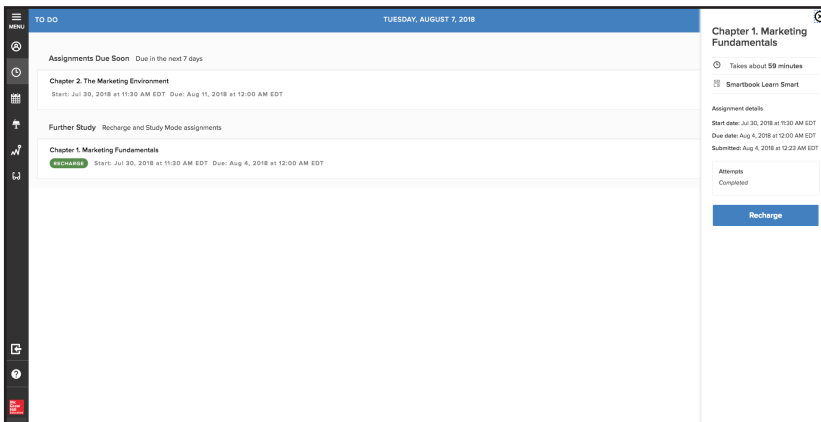 MENU
TO DO
TUESDAY, AUGUST 7, 2018
Assignments Due Soon Due in the next 7 days
Chapter 2. The Marketing Environment
Start: Jul 30, 2018 at 11:30 AM EDT Due: Aug 11, 2018 at 12:00 AM EDT
Further Study Recharge and Study Mode assignments
Chapter 1. Marketing Fundamentals
RECHARGE Start: Jul 30, 2018 at 11:30 AM EDT Due: Aug 4, 2018 at 12:00 AM EDT
Chapter 1. Marketing
Fundamentals
Takes about 59 minutes
Smartbook Learn Smart
Assignment details
Start date: Jul 30, 2018 at 11:30 AM EDT
Due date: Aug 4, 2018 at 12:00 AM EDT
Submitted: Aug 4, 2018 at 12:23 AM EDT
Attempts
Completed
Recharge
Mc
Graw
Hill
Education